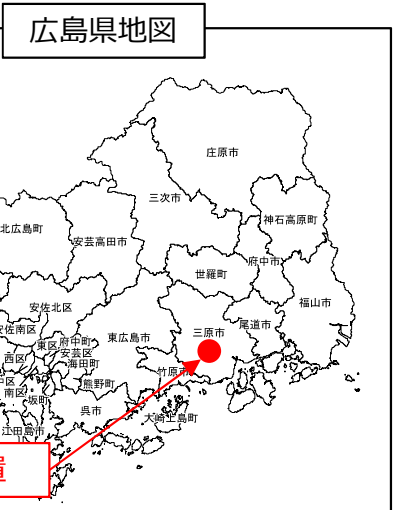 広島県地図
庄原市
三次市
神石高原町
北広島町
安芸高田市
府中市
世羅町
福山市
安佐北区
尾道市
安佐南区
三原市
東広島市
府中町
東区
安芸区
西区
海田町
竹原市
中区
熊野町
南区
坂町
呉市
大崎上島町
江田島市
置